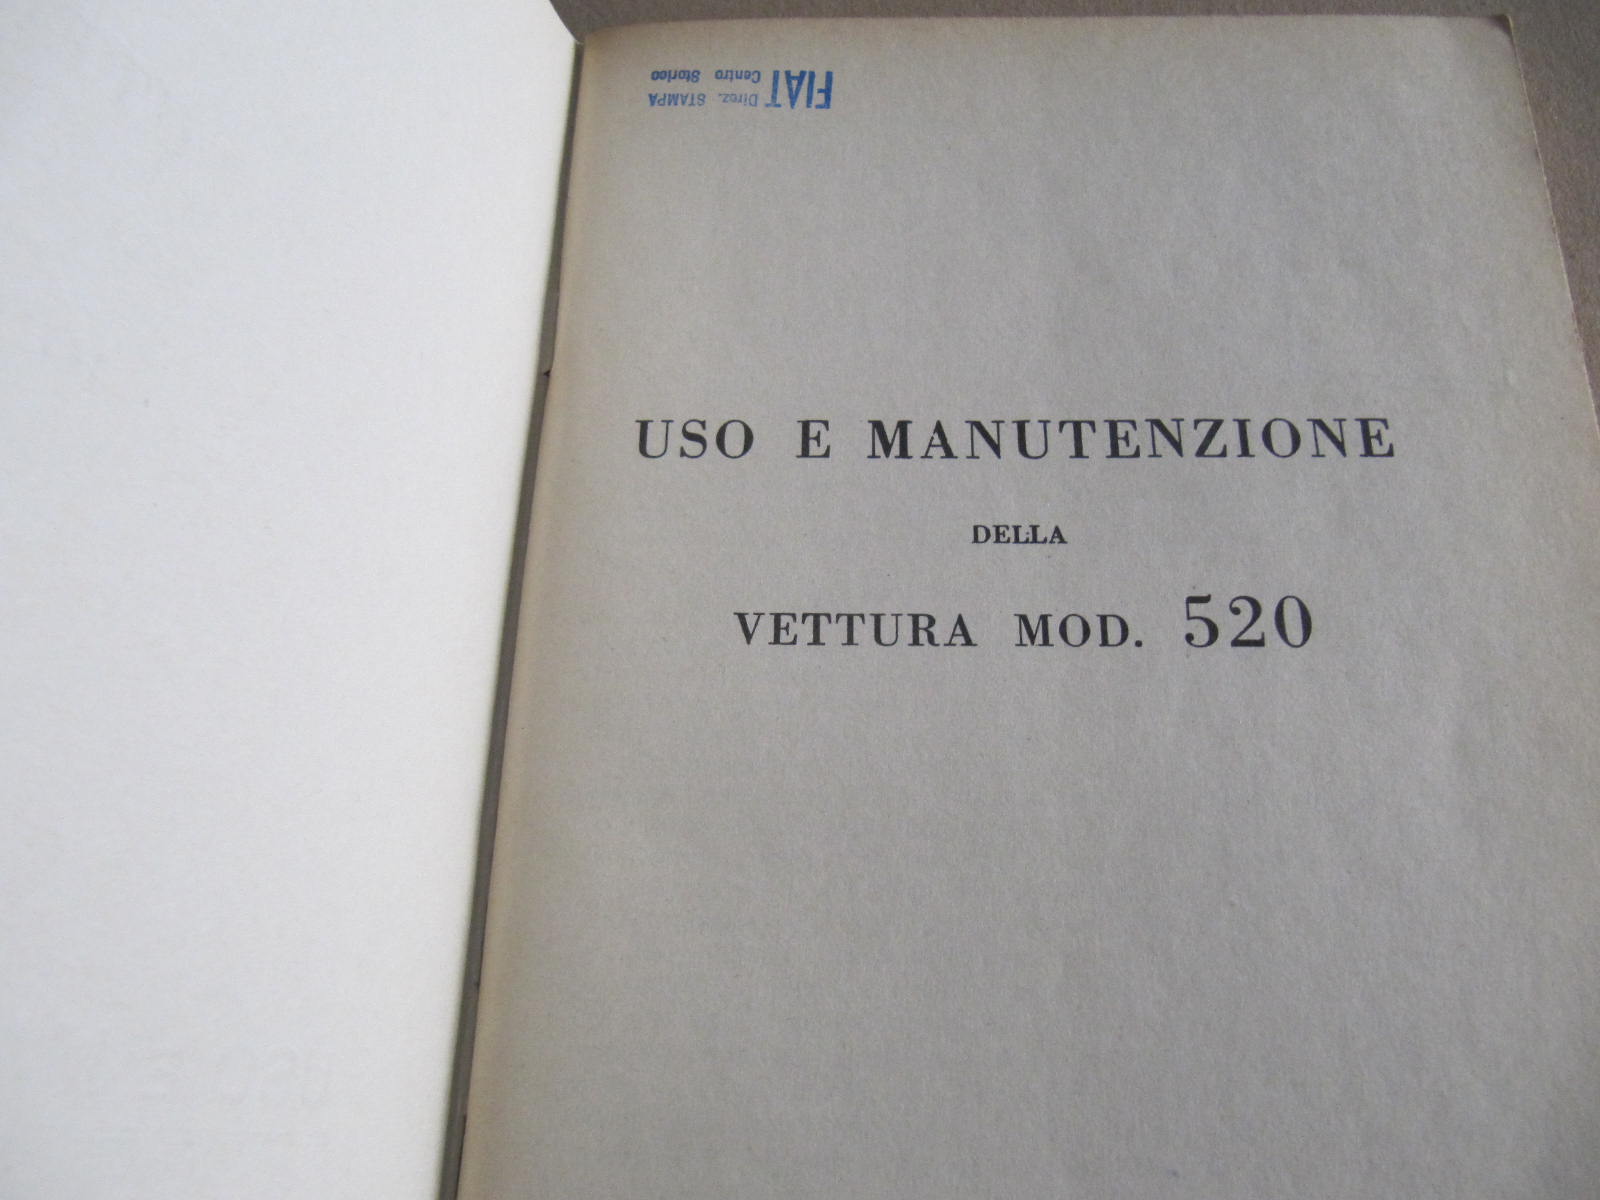 FIAT Direz. STAMPA
Centro Storico
USO E MANUTENZIONE
DELLA
VETTURA MOD. 520